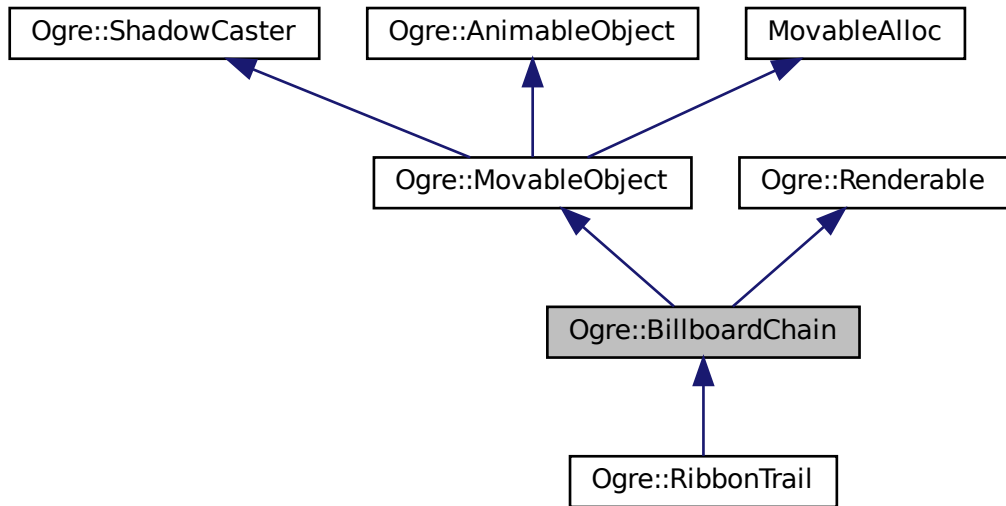 Ogre::ShadowCaster
Ogre::AnimableObject
MovableAlloc
Ogre::MovableObject
Ogre::Renderable
Ogre::BillboardChain
Ogre::RibbonTrail